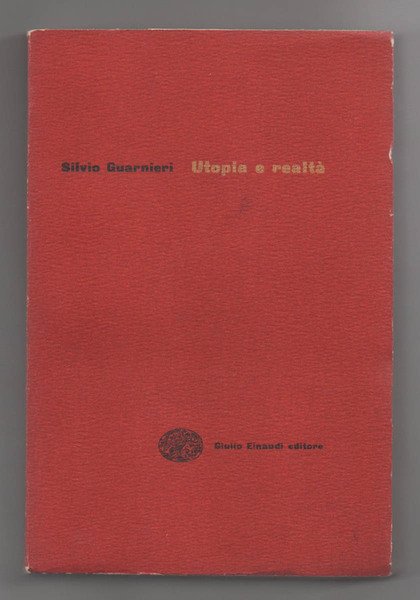 Silvio Guarnieri Utopia e realtà
Giulio Einaudi editore